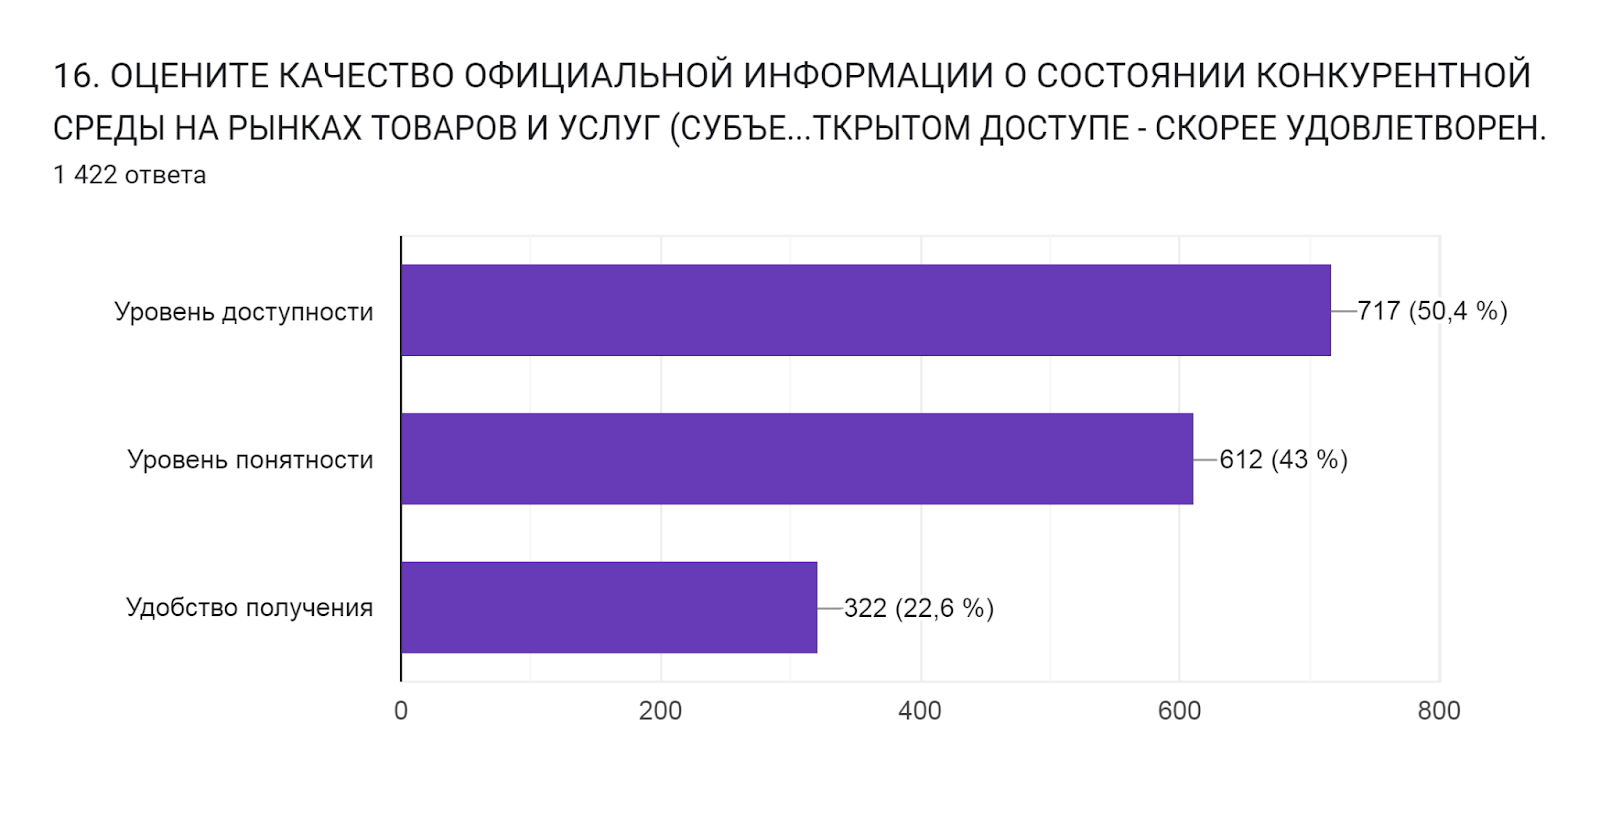 16. ОЦЕНИТЕ КАЧЕСТВО ОФИЦИАЛЬНОЙ ИНФОРМАЦИИ О СОСТОЯНИИ КОНКУРЕНТНОЙ
СРЕДЫ НА РЫНКАХ ТОВАРОВ И УСЛУГ (СУБЪЕ...ТКРЫТОМ ДОСТУПЕ - СКОРЕЕ УДОВЛЕТВОРЕН.
1 422 ответа
Уровень доступности
717 (50,4 %)
Уровень понятности
612 (43 %)
Удобство получения
322 (22,6 %)
0 200 400 600 800